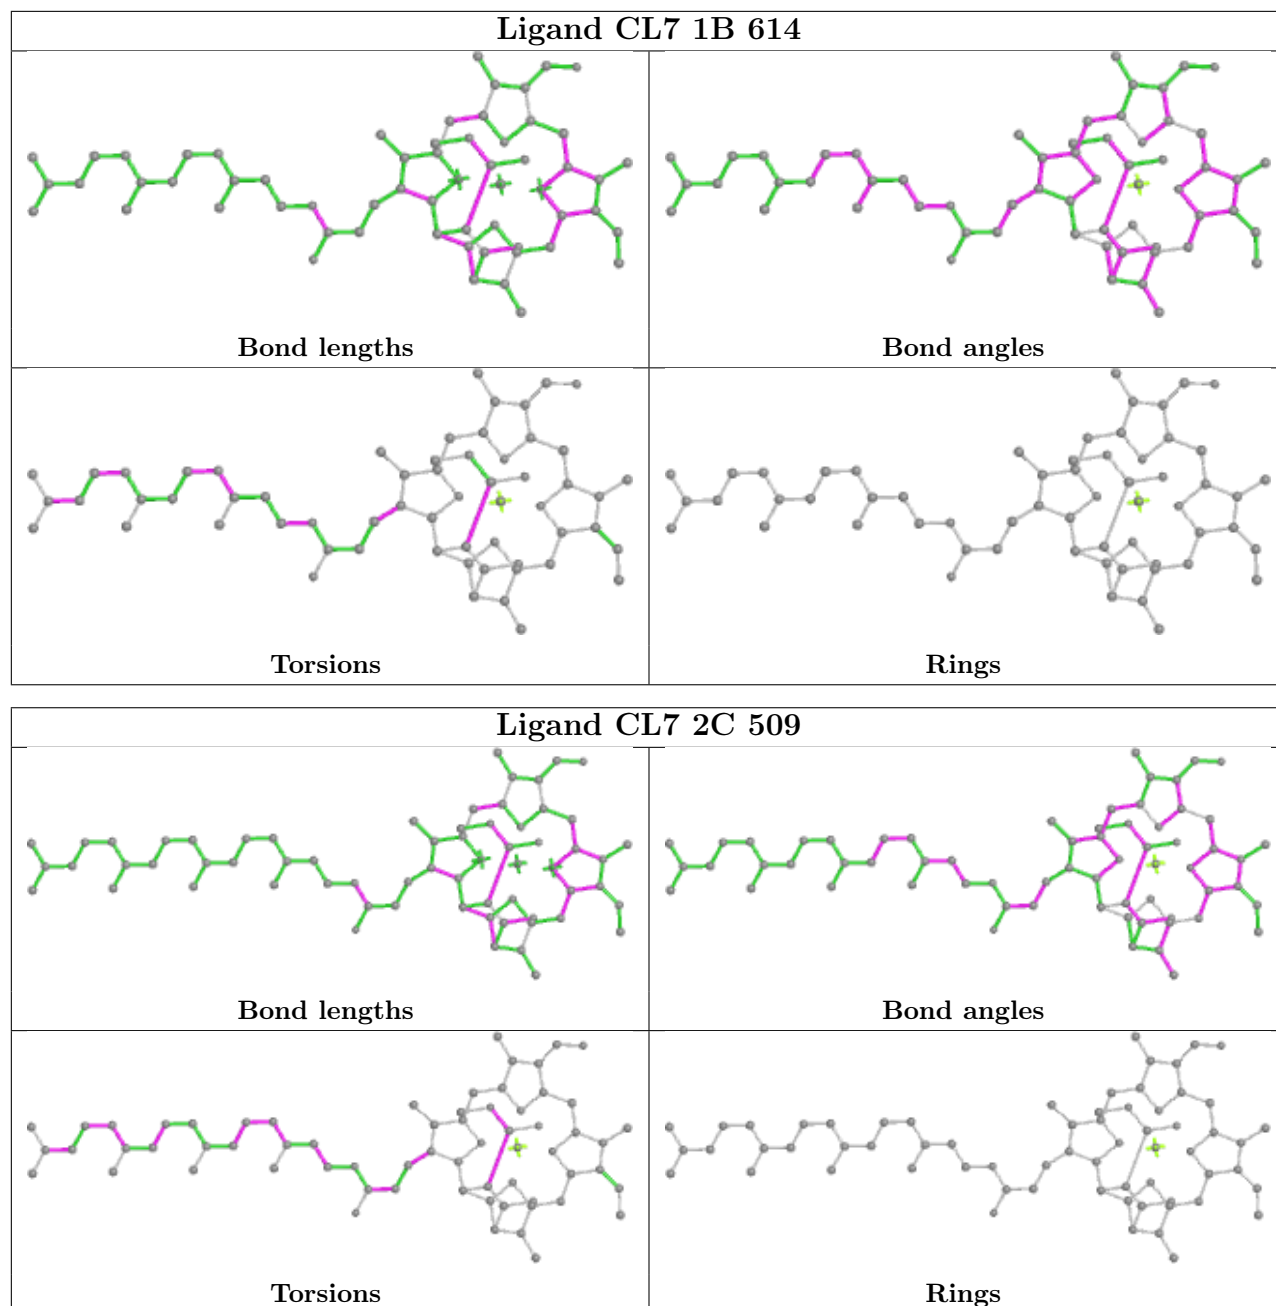 Ligand CL7 1B 614
Bond lengths
Bond angles
Torsions
Rings
Ligand CL7 2C 509
Bond lengths
Bond angles
Torsions
Rings